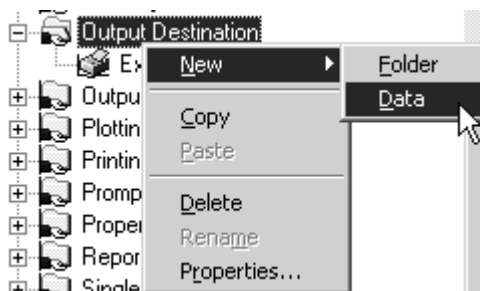 Output Destination
Ex
New
Folder
Outpu
Data
Plottin
Copy
Printin
Paste
Promp
Delete
Proper
Rename
Repor
Properties...
Single